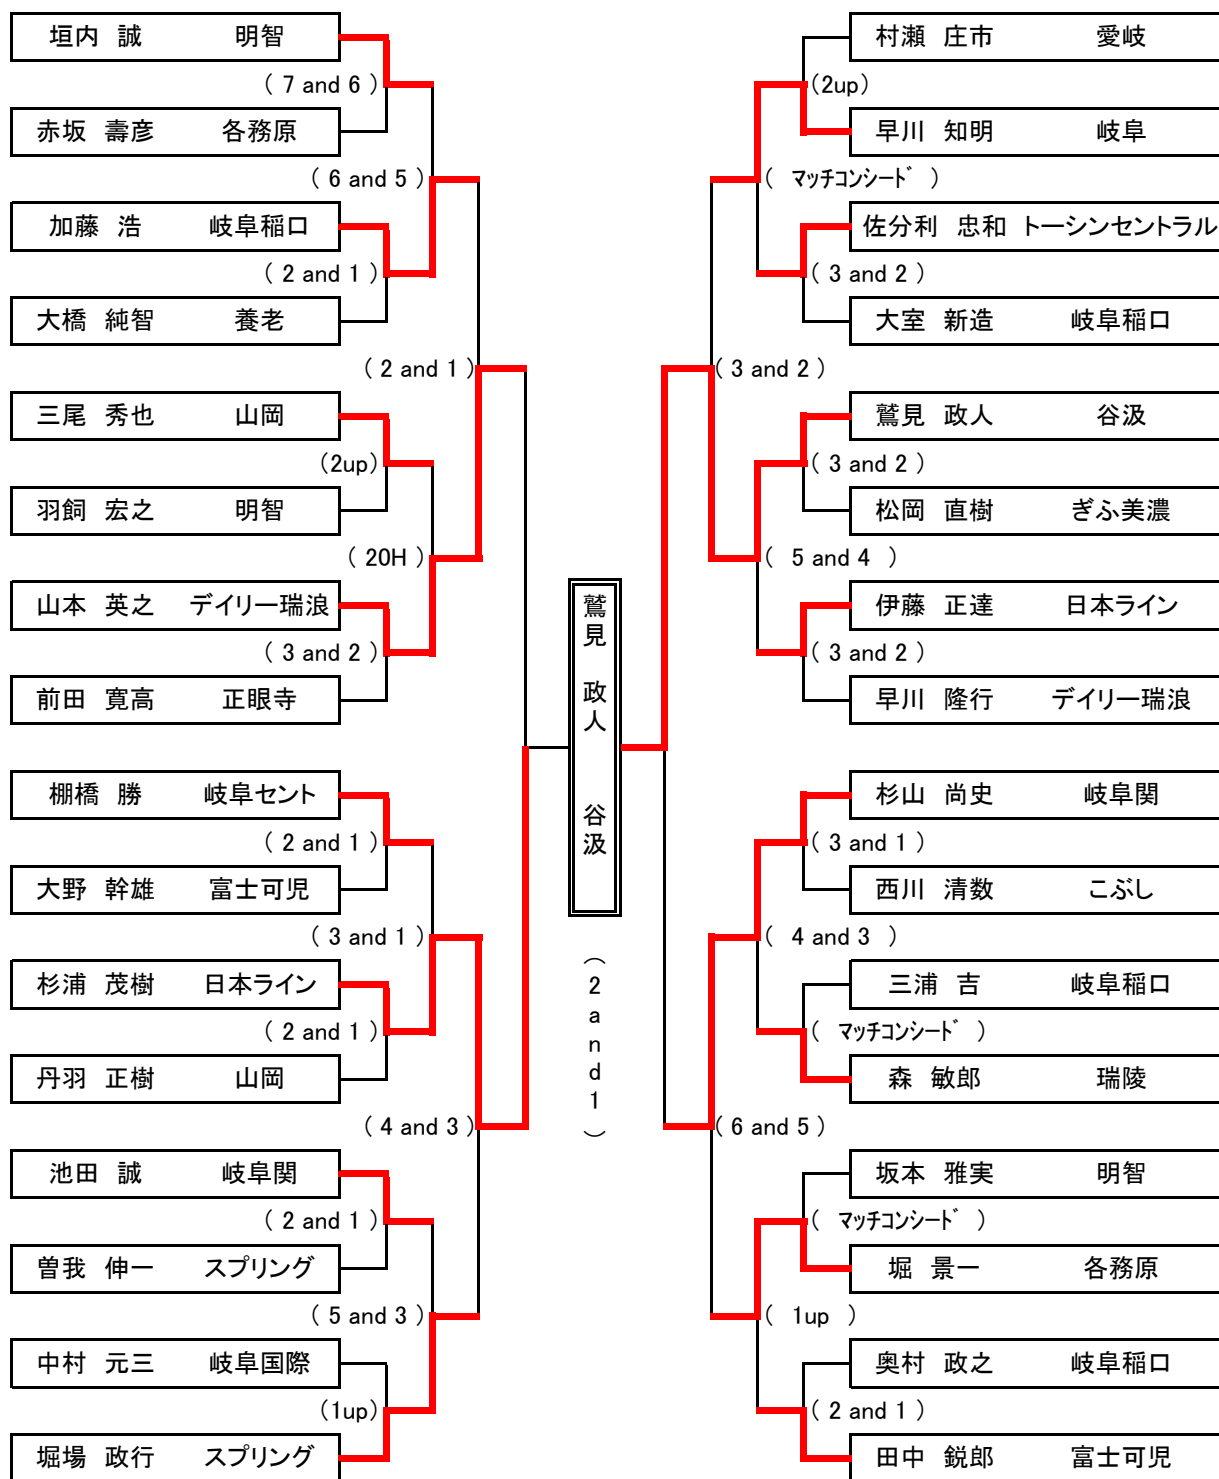 垣内 誠 明智
( 7 and 6 )
赤坂 壽彦 各務原
( 6 and 5 )
加藤 浩 岐阜稲口
( 2 and 1 )
大橋 純智 養老
( 2 and 1 )
三尾 秀也 山岡
(2up)
羽飼 宏之 明智
( 20H )
山本 英之 デイリー瑞浪
( 3 and 2 )
前田 寛高 正眼寺
棚橋 勝 岐阜セント
( 2 and 1 )
大野 幹雄 富士可児
( 3 and 1 )
杉浦 茂樹 日本ライン
( 2 and 1 )
丹羽 正樹 山岡
( 4 and 3 )
池田 誠 岐阜関
( 2 and 1 )
曽我 伸一 スプリング
( 5 and 3 )
中村 元三 岐阜国際
(1up)
堀場 政行 スプリング
鷲見 政人 谷汲
(2and1)
村瀬 庄市 愛岐
(2up)
早川 知明 岐阜
( マッチコンシード )
佐分利 忠和 トーシンセントラル
( 3 and 2 )
大室 新造 岐阜稲口
( 3 and 2 )
鷲見 政人 谷汲
( 3 and 2 )
松岡 直樹 ぎふ美濃
( 5 and 4 )
伊藤 正達 日本ライン
( 3 and 2 )
早川 隆行 デイリー瑞浪
杉山 尚史 岐阜関
( 3 and 1 )
西川 清数 こぶし
( 4 and 3 )
三浦 吉 岐阜稲口
( マッチコンシード )
森 敏郎 瑞陵
( 6 and 5 )
坂本 雅実 明智
( マッチコンシード )
堀 景一 各務原
( 1up )
奥村 政之 岐阜稲口
( 2 and 1 )
田中 鋭郎 富士可児